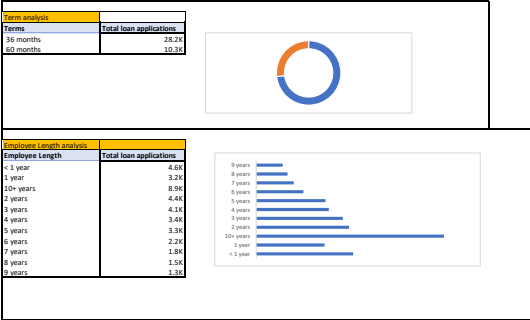 Term analysis
Terms Total loan applications
36 months 28.2K
60 months 10.3K
Employee Length analysis
Employee Length Total loan applications
< 1 year 4.6K
1 year 3.2K
10+ years 8.9K
2 years 4.4K
3 years 4.1K
4 years 3.4K
5 years 3.3K
6 years 2.2K
7 years 1.8K
8 years 1.5K
9 years 1.3K
9 years
8 years
7 years
6 years
5 years
4 years
3 years
2 years
10+ years
1 year
< 1 year